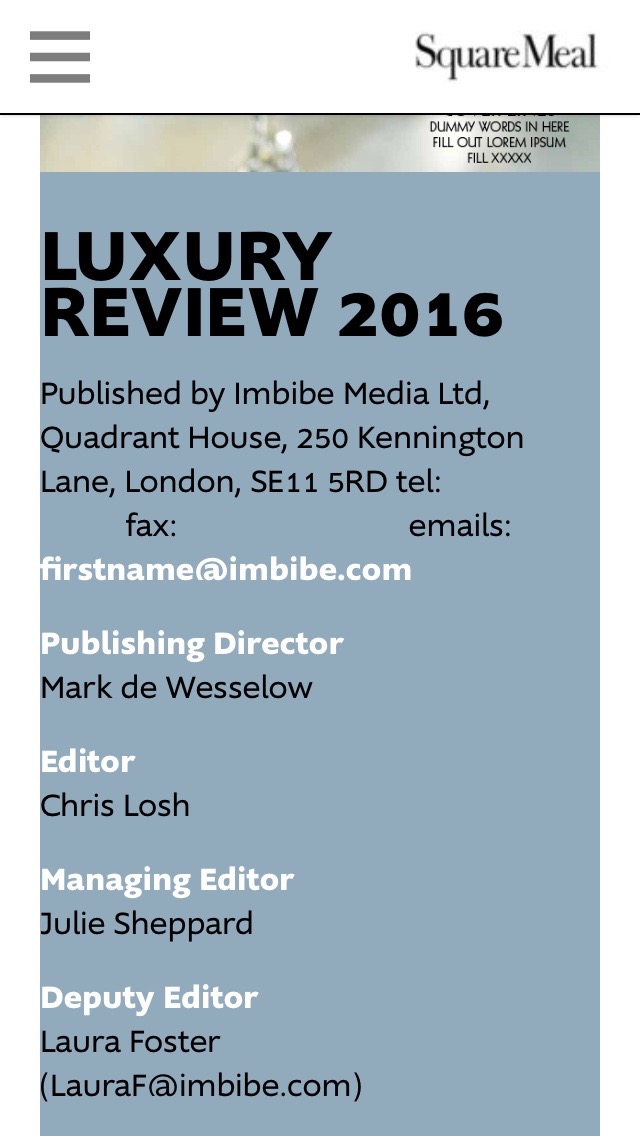 SquareMeal
DUMMY WORDS IN HERE
FILL OUT LOREM IPSUM
FILL XXXXX
LUXURY
REVIEW 2016
Published by Imbibe Media Ltd,
Quadrant House, 250 Kennington
Lane, London, SE11 5RD tel:
fax: emails:
firstname@imbibe.com
Publishing Director
Mark de Wesselow
Editor
Chris Losh
Managing Editor
Julie Sheppard
Deputy Editor
Laura Foster
(LauraF@imbibe.com)